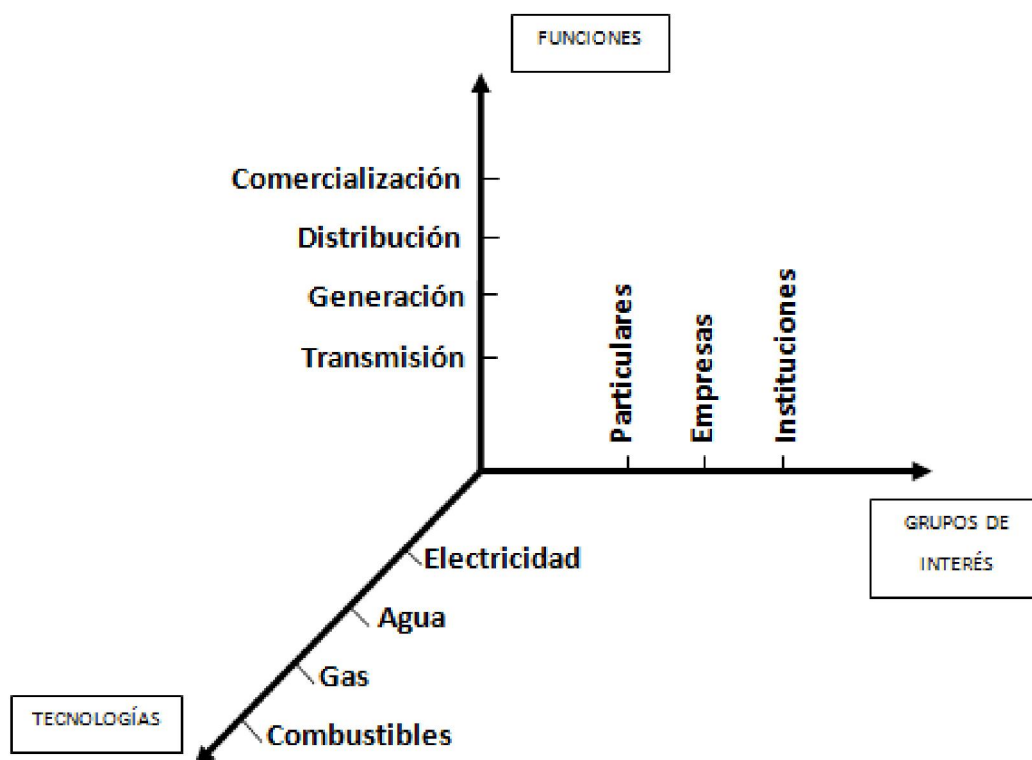 FUNCIONES
Comercialización
Distribución
Generación
Transmisión
Particulares
Empresas
Instituciones
GRUPOS DE
INTERÉS
Electricidad
Agua
Gas
Combustibles
TECNOLOGÍAS